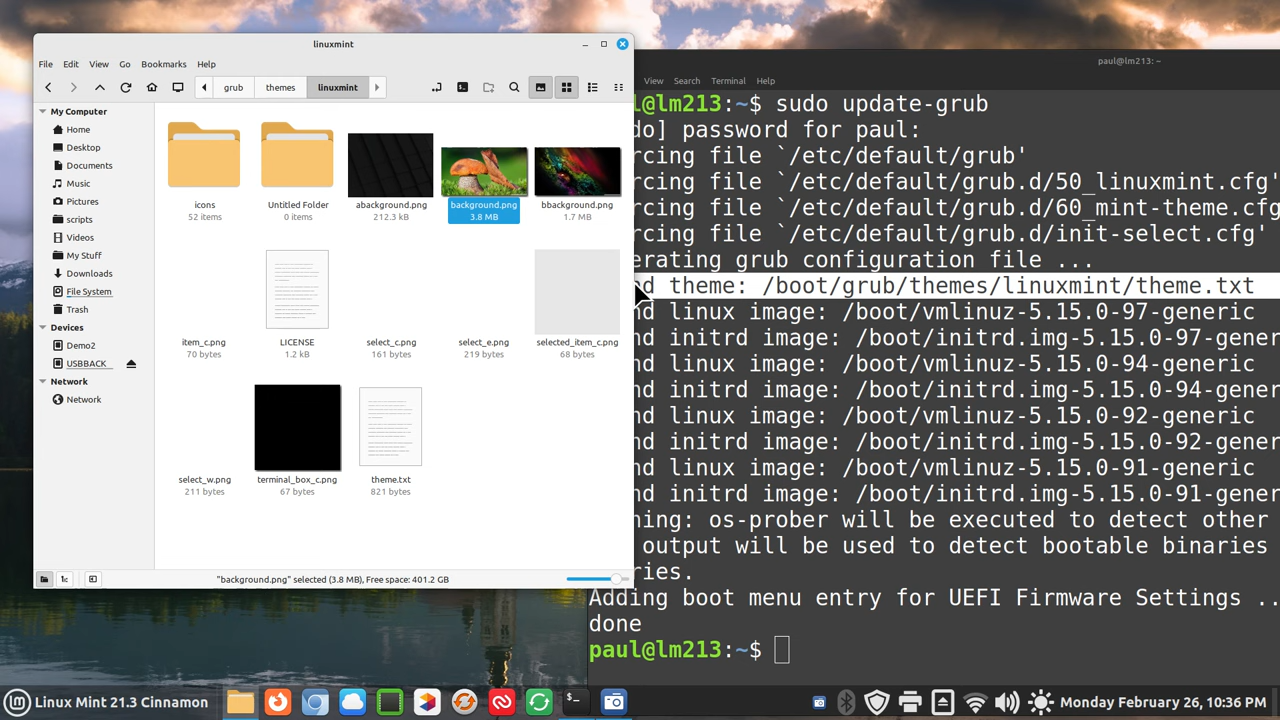 linuxmint
File Edit View Go Bookmarks Help
grub themes linuxmint
My Computer
Home
Desktop
Documents
Music
Pictures
scripts
Videos
My Stuff
Downloads
File System
Trash
Devices
Demo2
USBBACK
Network
Network
icons
52 items
Untitled Folder
0 items
abackground.png
212.3 kB
background.png
3.8 MB
bbackground.png
1.7 MB
item_c.png
70 bytes
LICENSE
1.2 kB
select_c.png
161 bytes
select_e.png
219 bytes
selected_item_c.png
68 bytes
select_w.png
211 bytes
terminal_box_c.png
67 bytes
theme.txt
821 bytes
"background.png" selected (3.8 MB), Free space: 401.2 GB
paul@lm213: ~
View Search Terminal Help
l@lm213:~$ sudo update-grub
do] password for paul:
rcing file `/etc/default/grub'
rcing file `/etc/default/grub.d/50_linuxmint.cfg'
rcing file `/etc/default/grub.d/60_mint-theme.cfg
rcing file `/etc/default/grub.d/init-select.cfg'
erating grub configuration file ...
d theme: /boot/grub/themes/linuxmint/theme.txt
nd linux image: /boot/vmlinuz-5.15.0-97-generic
nd initrd image: /boot/initrd.img-5.15.0-97-gener
nd linux image: /boot/vmlinuz-5.15.0-94-generic
nd initrd image: /boot/initrd.img-5.15.0-94-gener
nd linux image: /boot/vmlinuz-5.15.0-92-generic
nd initrd image: /boot/initrd.img-5.15.0-92-gener
nd linux image: /boot/vmlinuz-5.15.0-91-generic
nd initrd image: /boot/initrd.img-5.15.0-91-gener
ning: os-prober will be executed to detect other
output will be used to detect bootable binaries
ries.
Adding boot menu entry for UEFI Firmware Settings ..
done
paul@lm213:~$
Linux Mint 21.3 Cinnamon
Monday February 26, 10:36 PM